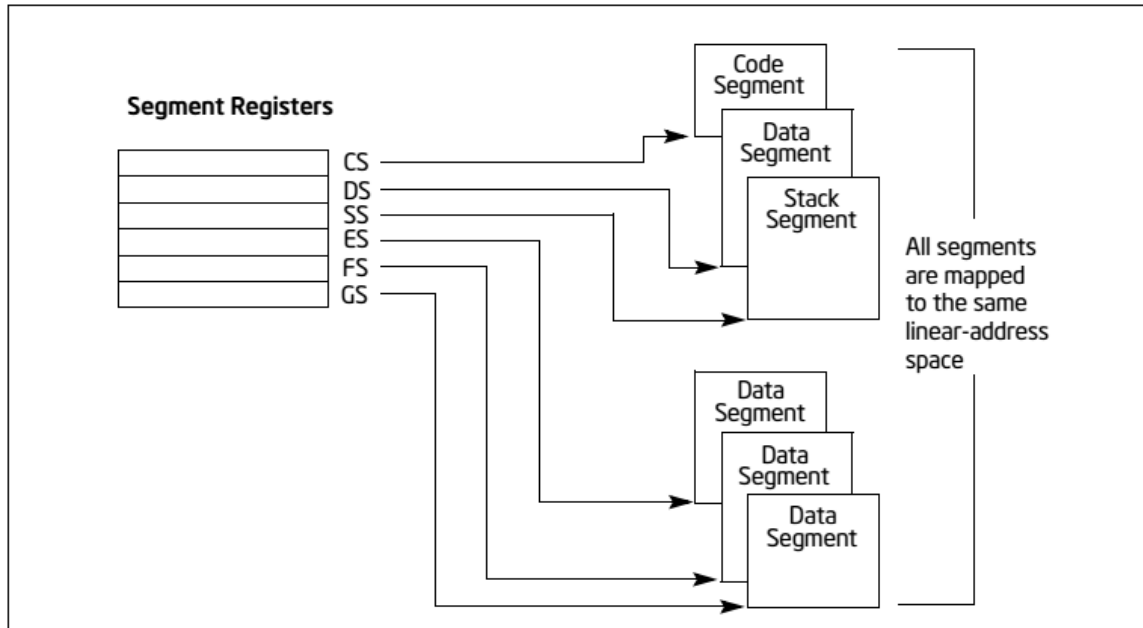 Segment Registers
CS
DS
SS
ES
FS
GS
Code
Segment
Data
Segment
Stack
Segment
Data
Segment
Data
Segment
Data
Segment
All segments
are mapped
to the same
linear-address
space